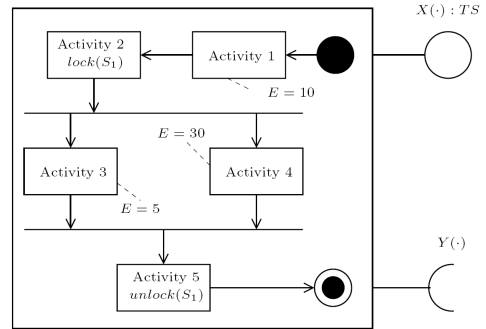 X(·) : TS
Activity 2
lock(S₁)
Activity 1
E = 10
E = 30
Activity 3
Activity 4
E = 5
Y(·)
Activity 5
unlock(S₁)